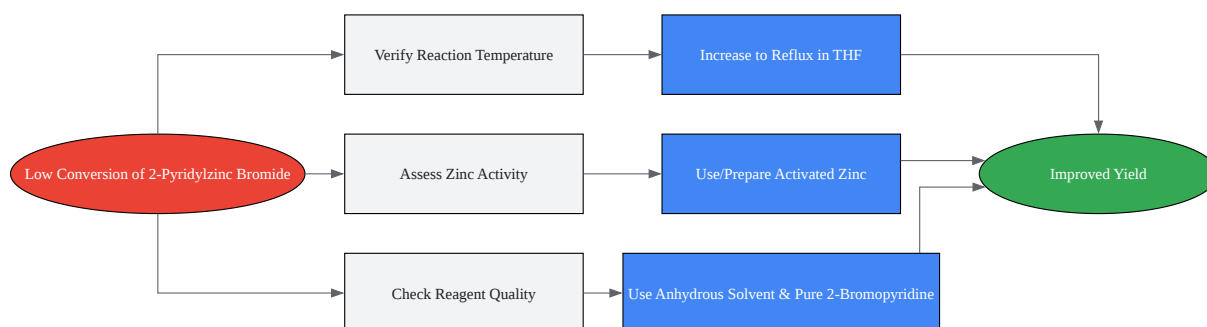 Verify Reaction Temperature
Increase to Reflux in THF
Low Conversion of 2-Pyridylzinc Bromide
Assess Zinc Activity
Use/Prepare Activated Zinc
Improved Yield
Check Reagent Quality
Use Anhydrous Solvent & Pure 2-Bromopyridine